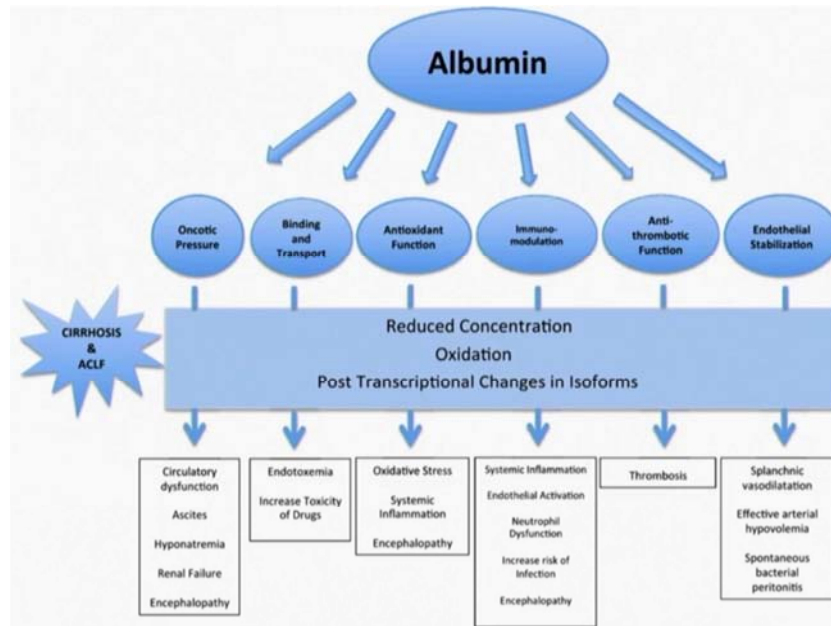 Albumin
Oncotic
Pressure
Binding
and
Transport
Antioxidant
Function
Immuno-
modulation
Anti-
thrombotic
Function
Endothelial
Stabilization
CIRRHOSIS
&
ACLF
Reduced Concentration
Oxidation
Post Transcriptional Changes in Isoforms
Circulatory
dysfunction
Ascites
Hyponatremia
Renal Failure
Encephalopathy
Endotoxemia
Increase Toxicity
of Drugs
Oxidative Stress
Systemic
Inflammation
Encephalopathy
Systemic Inflammation
Endothelial Activation
Neutrophil
Dysfunction
Increase risk of
Infection
Encephalopathy
Thrombosis
Splanchnic
vasodilatation
Effective arterial
hypovolemia
Spontaneous
bacterial
peritonitis